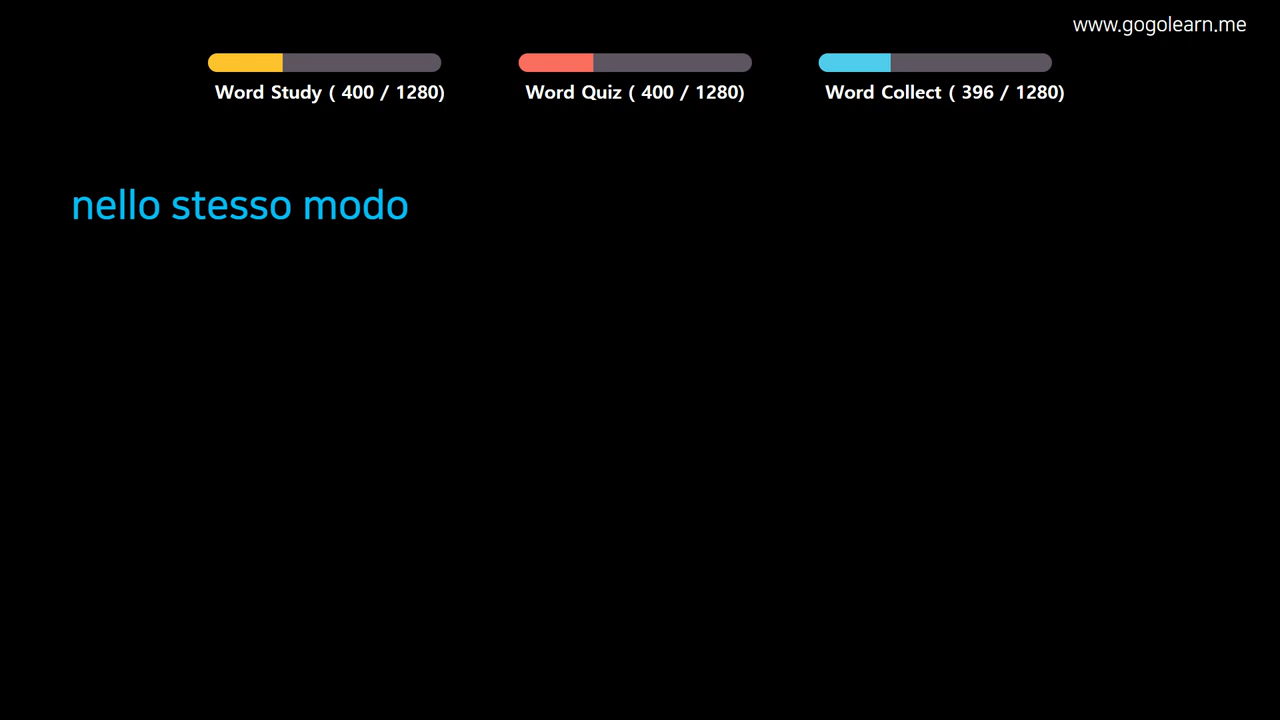 www.gogolearn.me
Word Study ( 400 / 1280)
Word Quiz ( 400 / 1280)
Word Collect ( 396 / 1280)
nello stesso modo